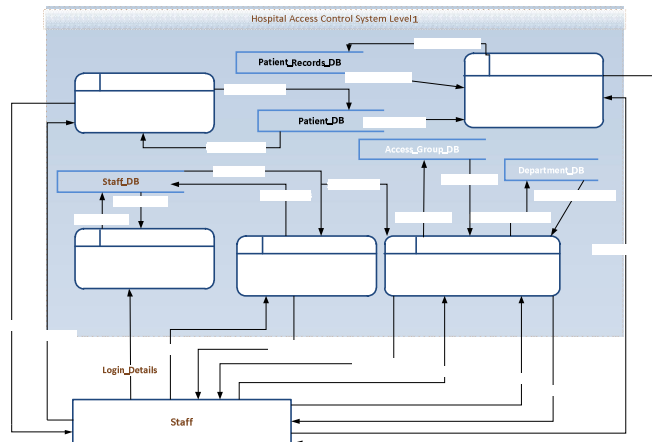 Hospital Access Control System Level1
Patient_Records_DB
Patient_DB
Access_Group_DB
Department_DB
Staff_DB
Login_Details
Staff